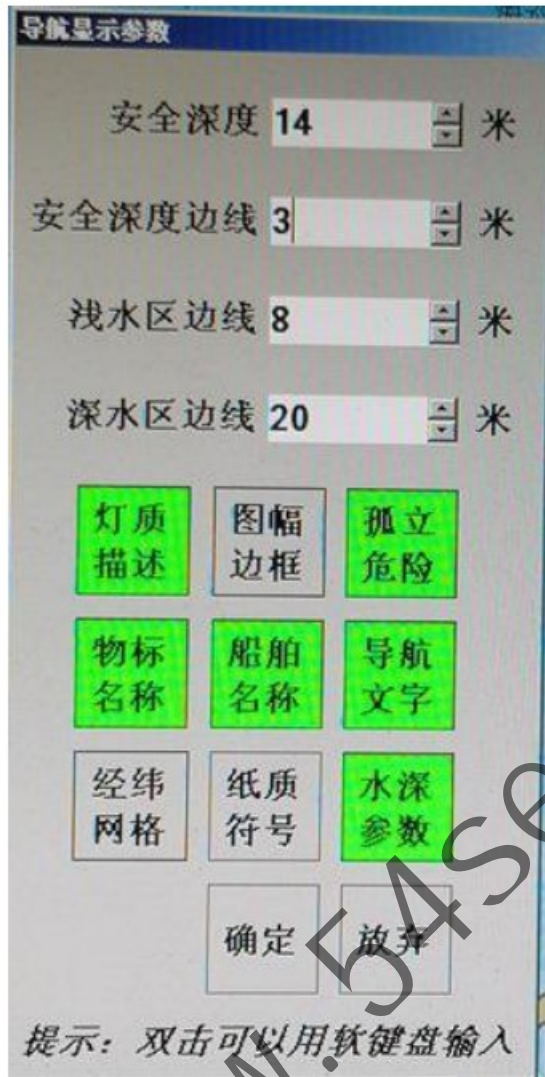 导航显示参数
安全深度 14 米
安全深度边线 3 米
浅水区边线 8 米
深水区边线 20 米
灯质描述 图幅边框 孤立危险
物标名称 船舶名称 导航文字
经纬网格 纸质符号 水深参数
确定 放弃
提示：双击可以用软键盘输入
www.54se